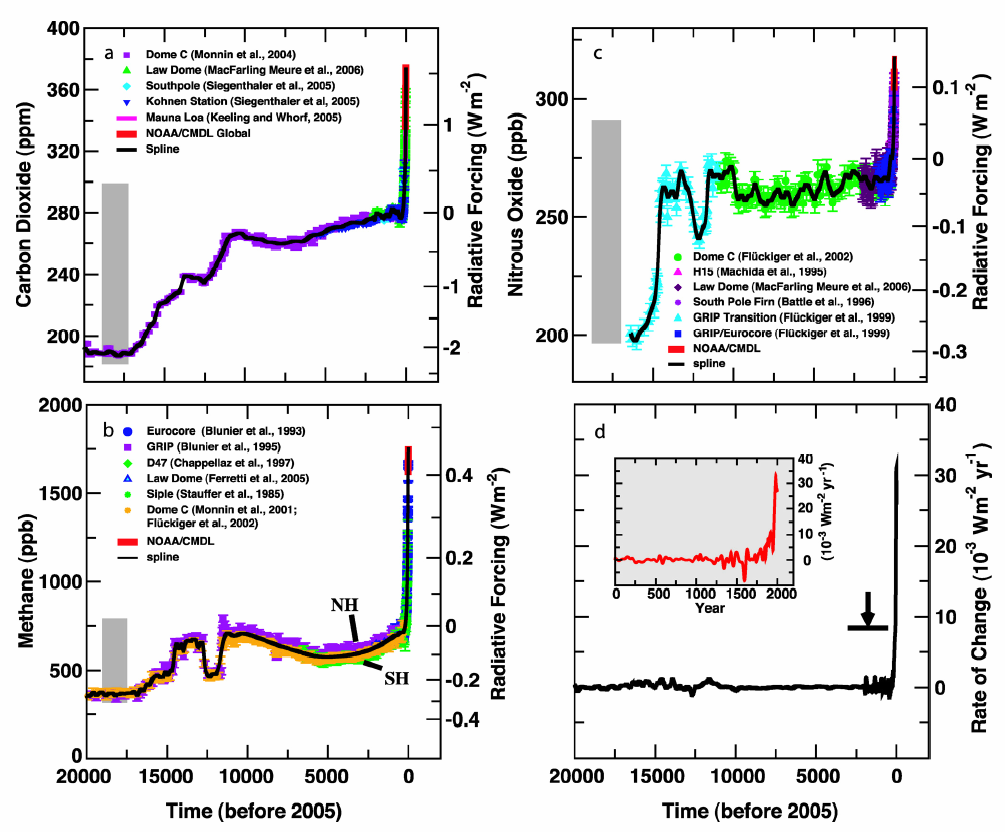 a
Dome C (Monnin et al., 2004)
Law Dome (MacFarling Meure et al., 2006)
Southpole (Siegenthaler et al., 2005)
Kohnen Station (Siegenthaler et al, 2005)
Mauna Loa (Keeling and Whorf, 2005)
NOAA/CMDL Global
Spline
400
360
320
280
240
200
Carbon Dioxide (ppm)
1
0
-1
-2
Radiative Forcing (Wm-2)
c
300
250
200
Nitrous Oxide (ppb)
Dome C (Flückiger et al., 2002)
H15 (Machida et al., 1995)
Law Dome (MacFarling Meure et al., 2006)
South Pole Firn (Battle et al., 1996)
GRIP Transition (Flückiger et al., 1999)
GRIP/Eurocore (Flückiger et al., 1999)
NOAA/CMDL
spline
0.1
0
-0.1
-0.2
-0.3
Radiative Forcing (Wm-2)
b
Eurocore (Blunier et al., 1993)
GRIP (Blunier et al., 1995)
D47 (Chappellaz et al., 1997)
Law Dome (Ferretti et al., 2005)
Siple (Stauffer et al., 1985)
Dome C (Monnin et al., 2001;
Flückiger et al., 2002)
NOAA/CMDL
spline
NH
SH
2000
1500
1000
500
0
Methane (ppb)
0.4
0.2
0
-0.2
-0.4
Radiative Forcing (Wm-2)
20000 15000 10000 5000 0
Time (before 2005)
d
40
30
20
10
0
(10-3 Wm-2 yr-1)
0 500 1000 1500 2000
Year
40
30
20
10
0
Rate of Change (10-3 Wm-2 yr-1)
20000 15000 10000 5000 0
Time (before 2005)